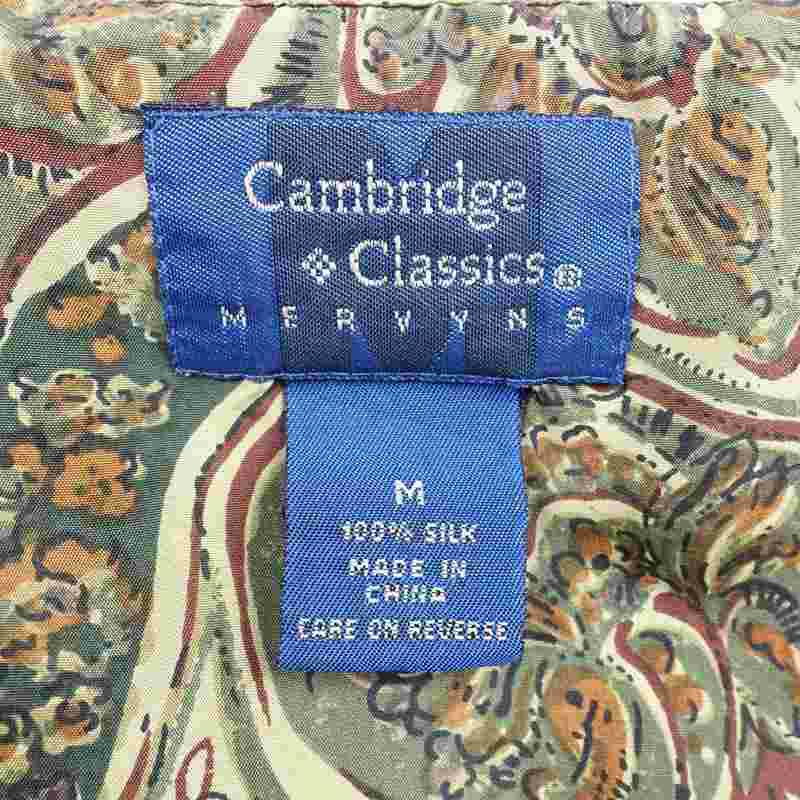 Cambridge
Classics®
MERVYNS
M
100% SILK
MADE IN
CHINA
CARE ON REVERSE